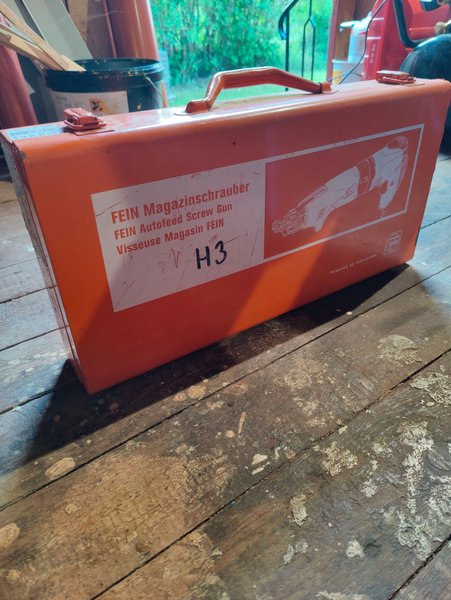 FEIN Magazinschrauber
FEIN Autofeed Screw Gun
Visseuse Magasin FEIN
H3